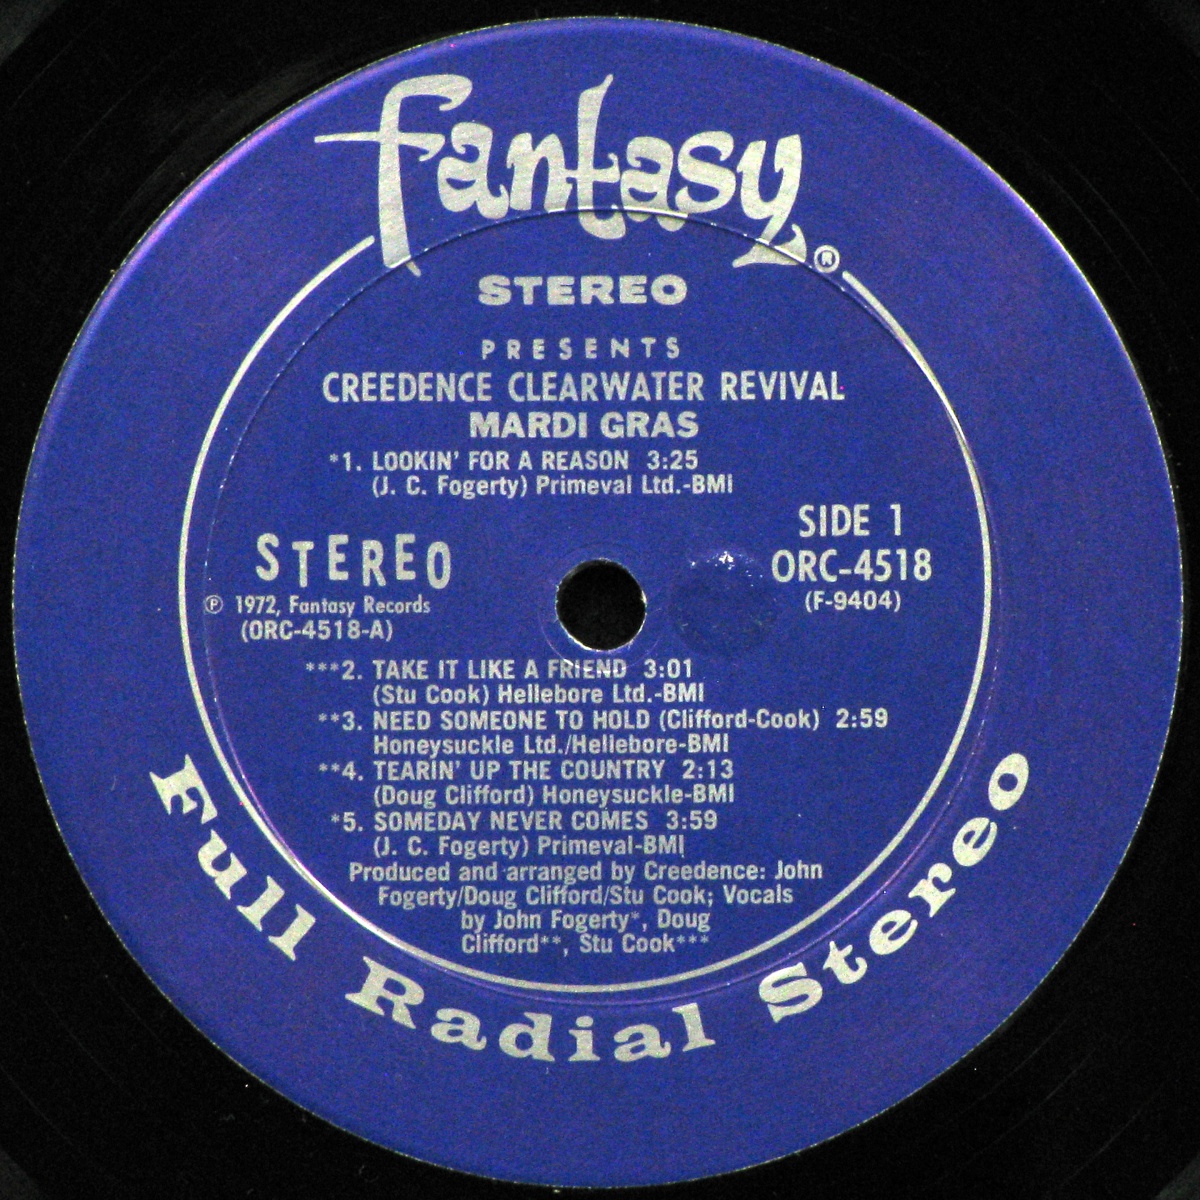 fantasy®
STEREO
PRESENTS
CREEDENCE CLEARWATER REVIVAL
MARDI GRAS
*1. LOOKIN' FOR A REASON 3:25
(J. C. Fogerty) Primeval Ltd.-BMI
SIDE 1
ORC-4518
(F-9404)
STEREO
℗ 1972, Fantasy Records
(ORC-4518-A)
***2. TAKE IT LIKE A FRIEND 3:01
(Stu Cook) Hellebore Ltd.-BMI
**3. NEED SOMEONE TO HOLD (Clifford-Cook) 2:59
Honeysuckle Ltd./Hellebore-BMI
**4. TEARIN' UP THE COUNTRY 2:13
(Doug Clifford) Honeysuckle-BMI
*5. SOMEDAY NEVER COMES 3:59
(J. C. Fogerty) Primeval-BMI
Produced and arranged by Creedence: John
Fogerty/Doug Clifford/Stu Cook; Vocals
by John Fogerty*, Doug
Clifford**, Stu Cook***
Full Radial Stereo